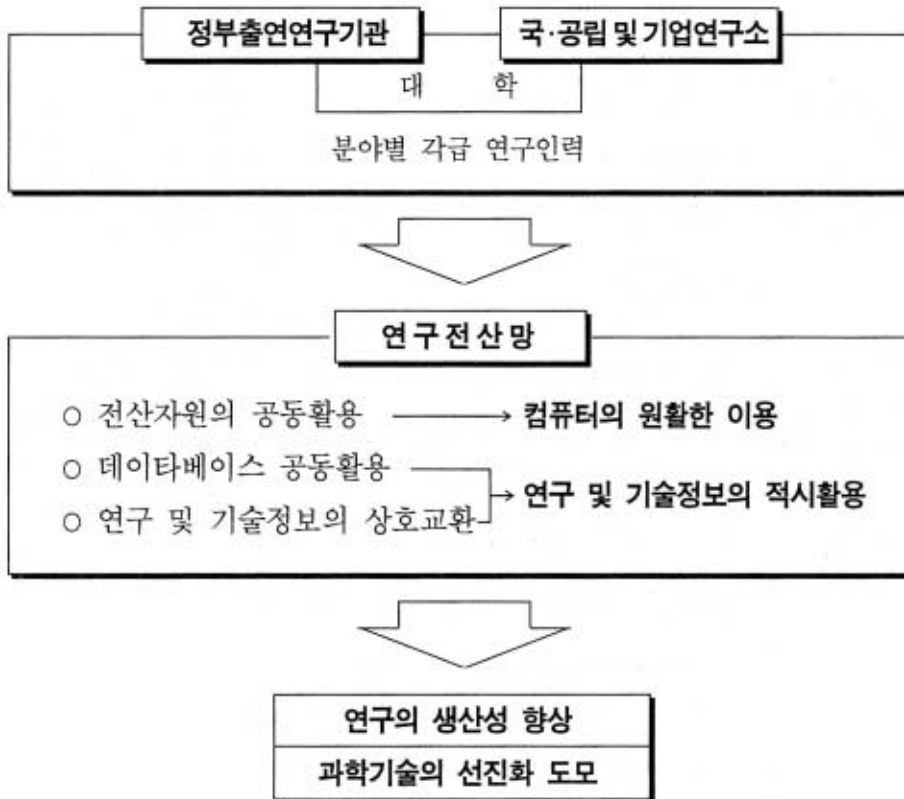 정부출연연구기관
국·공립 및 기업연구소
대 학
분야별 각급 연구인력
연구전산망
○ 전산자원의 공동활용 → 컴퓨터의 원활한 이용
○ 데이타베이스 공동활용
→ 연구 및 기술정보의 적시활용
○ 연구 및 기술정보의 상호교환
연구의 생산성 향상
과학기술의 선진화 도모